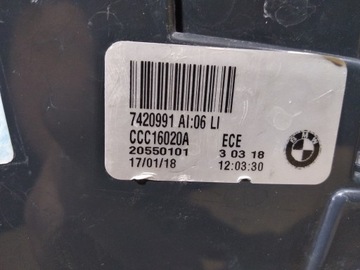 7420991 AI:06 LI
CCC16020A ECE
20550101 3 03 18
17/01/18 12:03:30